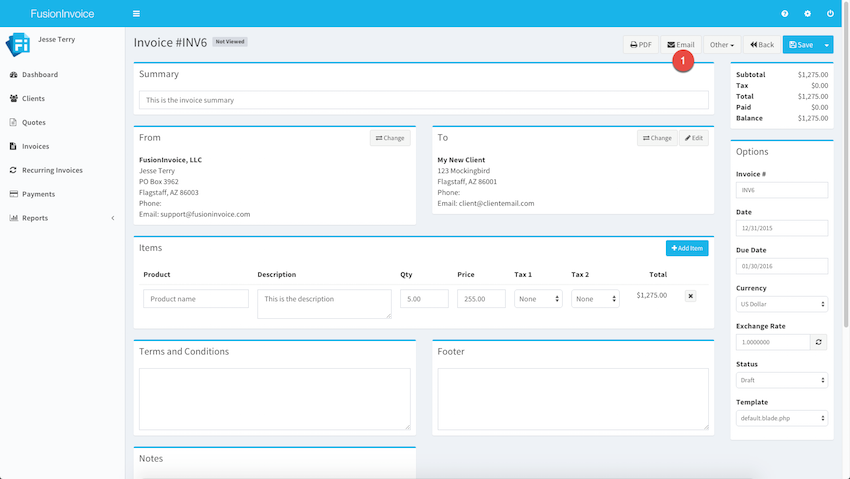 FusionInvoice
Jesse Terry
Dashboard
Clients
Quotes
Invoices
Recurring Invoices
Payments
Reports
Invoice #INV6 Not Viewed
PDF Email Other Back Save
1
Summary
This is the invoice summary
From Change
FusionInvoice, LLC
Jesse Terry
PO Box 3962
Flagstaff, AZ 86003
Phone:
Email: support@fusioninvoice.com
To Change Edit
My New Client
123 Mockingbird
Flagstaff, AZ 86001
Phone:
Email: client@clientemail.com
Items Add Item
Product Description Qty Price Tax 1 Tax 2 Total
Product name This is the description 5.00 255.00 None None $1,275.00
Terms and Conditions
Footer
Notes
Subtotal $1,275.00
Tax $0.00
Total $1,275.00
Paid $0.00
Balance $1,275.00
Options
Invoice #
INV6
Date
12/31/2015
Due Date
01/30/2016
Currency
US Dollar
Exchange Rate
1.0000000
Status
Draft
Template
default.blade.php